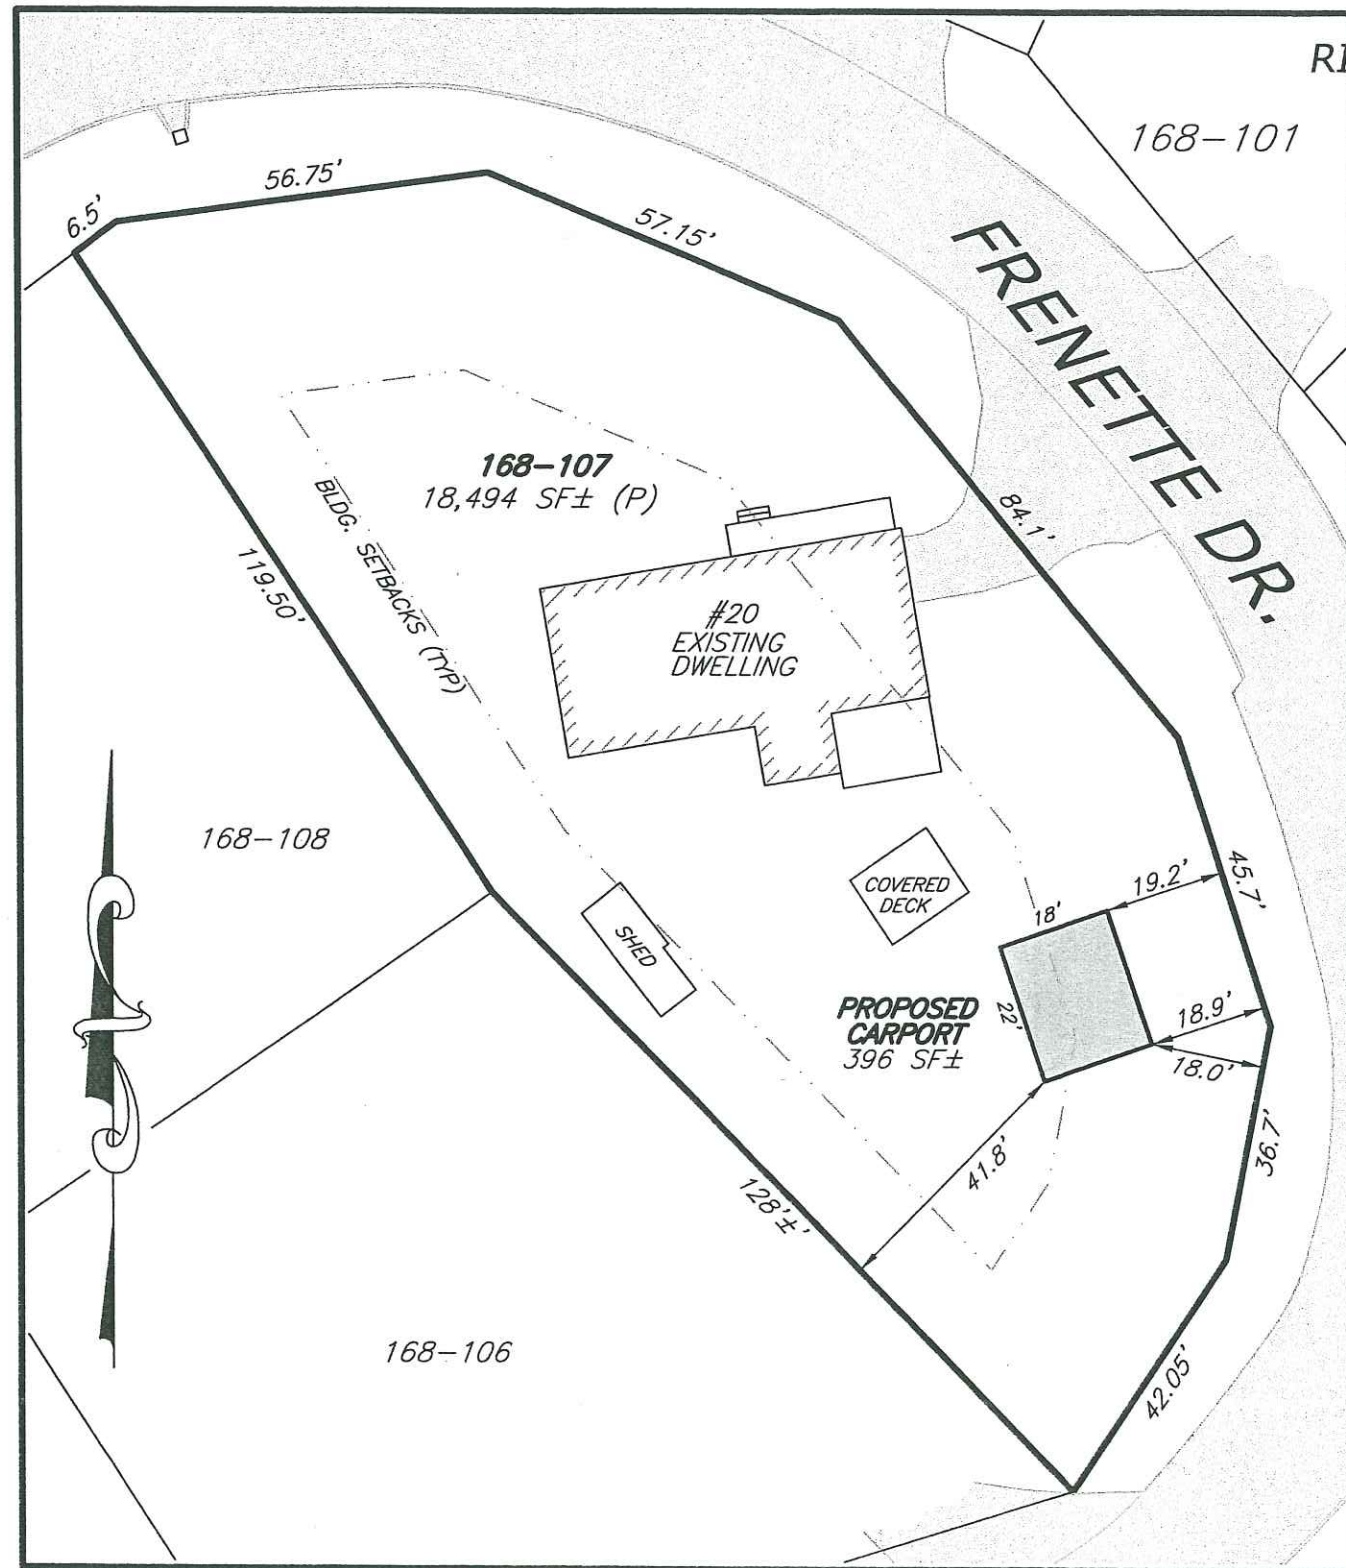 RI
168-101
56.75'
6.5'
57.15'
FRENETTE DR.
168-107
18,494 SF± (P)
84.1'
BLDG. SETBACKS (TYP)
119.50'
#20
EXISTING
DWELLING
168-108
COVERED
DECK
19.2'
45.7'
18'
SHED
22'
PROPOSED
CARPORT
396 SF±
18.9'
18.0'
41.8'
36.7'
128'±'
168-106
42.05'